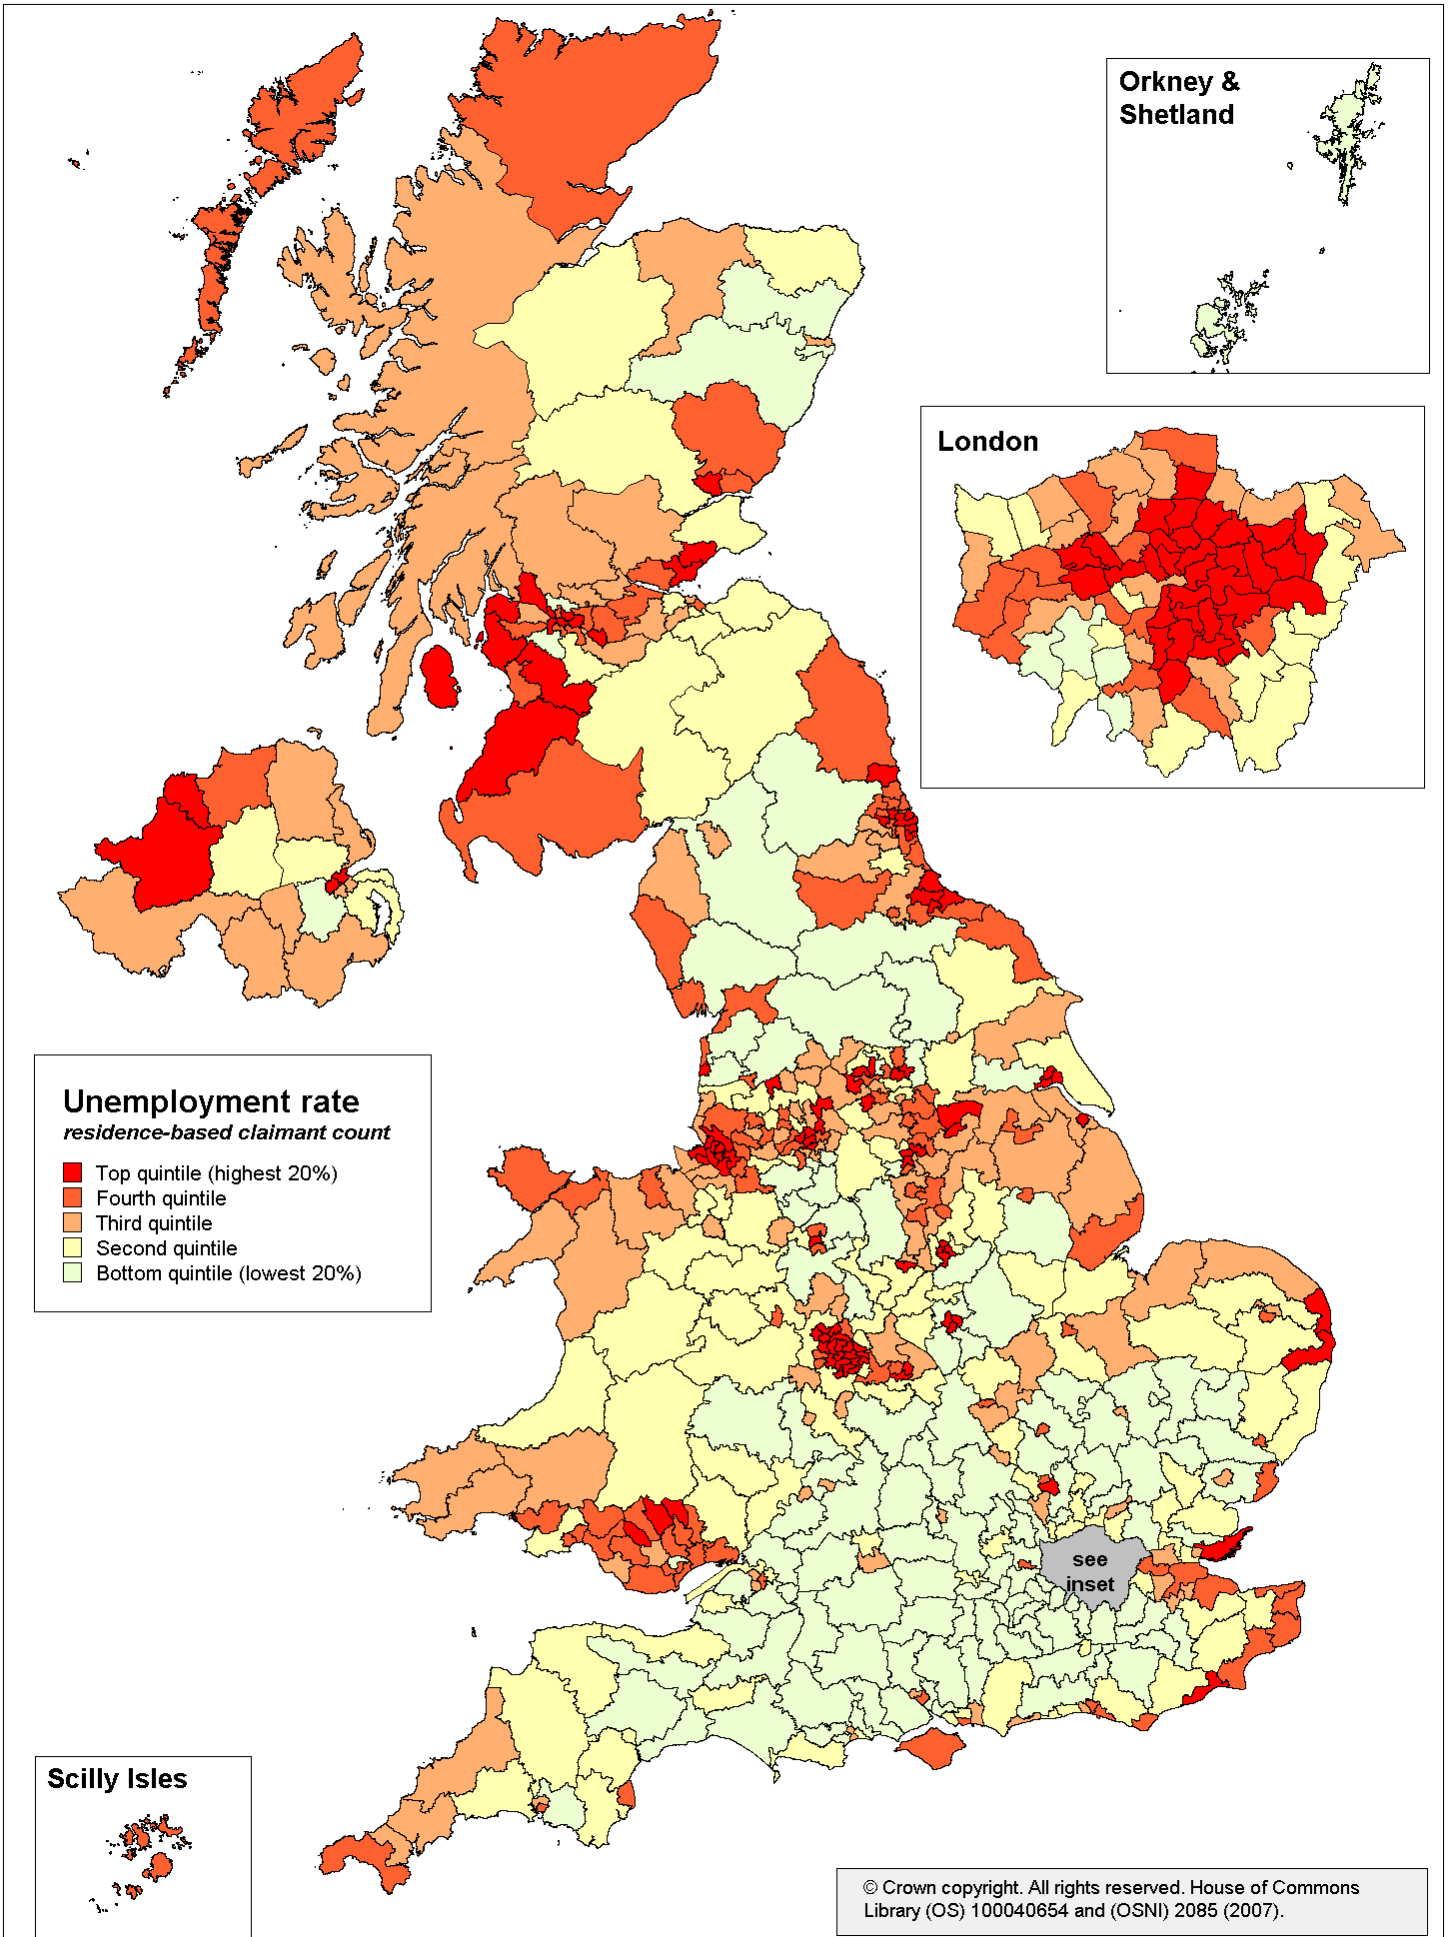 Orkney &
Shetland
London
Unemployment rate
residence-based claimant count
Top quintile (highest 20%)
Fourth quintile
Third quintile
Second quintile
Bottom quintile (lowest 20%)
see
inset
Scilly Isles
© Crown copyright. All rights reserved. House of Commons
Library (OS) 100040654 and (OSNI) 2085 (2007).